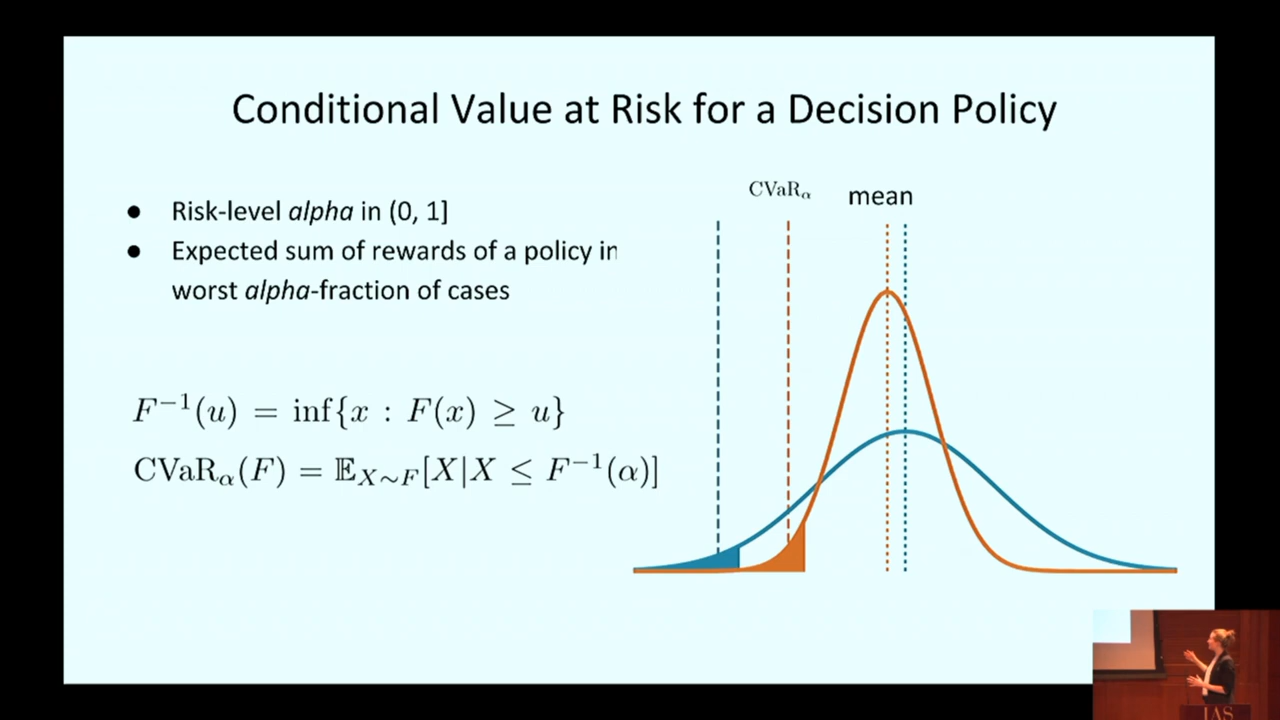 Conditional Value at Risk for a Decision Policy
● Risk-level alpha in (0, 1]
● Expected sum of rewards of a policy in
worst alpha-fraction of cases
F⁻¹(u) = inf{x : F(x) ≥ u}
CVaR_α(F) = 𝔼_{X∼F}[X|X ≤ F⁻¹(α)]
CVaR_α
mean
IAS